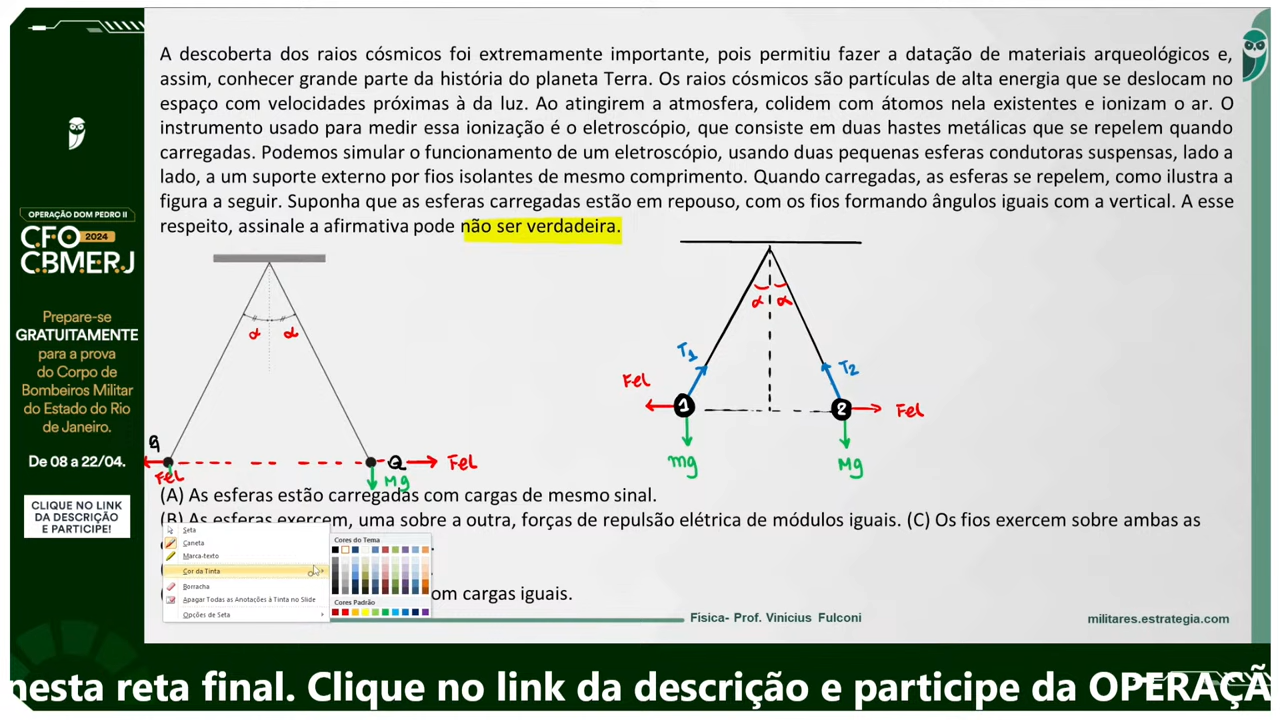 A descoberta dos raios cósmicos foi extremamente importante, pois permitiu fazer a datação de materiais arqueológicos e,
assim, conhecer grande parte da história do planeta Terra. Os raios cósmicos são partículas de alta energia que se deslocam no
espaço com velocidades próximas à da luz. Ao atingirem a atmosfera, colidem com átomos nela existentes e ionizam o ar. O
instrumento usado para medir essa ionização é o eletroscópio, que consiste em duas hastes metálicas que se repelem quando
carregadas. Podemos simular o funcionamento de um eletroscópio, usando duas pequenas esferas condutoras suspensas, lado a
lado, a um suporte externo por fios isolantes de mesmo comprimento. Quando carregadas, as esferas se repelem, como ilustra a
figura a seguir. Suponha que as esferas carregadas estão em repouso, com os fios formando ângulos iguais com a vertical. A esse
respeito, assinale a afirmativa pode não ser verdadeira.
OPERAÇÃO DOM PEDRO II
CFO 2024
CBMERJ
Prepare-se
GRATUITAMENTE
para a prova
do Corpo de
Bombeiros Militar
do Estado do Rio
de Janeiro.
De 08 a 22/04.
CLIQUE NO LINK
DA DESCRIÇÃO
E PARTICIPE!
α α
q
Fel
Q Fel
Mg
α α
T1 T2
Fel 1 2 Fel
mg Mg
(A) As esferas estão carregadas com cargas de mesmo sinal.
(B) As esferas exercem, uma sobre a outra, forças de repulsão elétrica de módulos iguais. (C) Os fios exercem sobre ambas as
om cargas iguais.
Seta
Caneta
Marca-texto
Cor da Tinta
Borracha
Apagar Todas as Anotações à Tinta no Slide
Opções de Seta
Cores do Tema
Cores Padrão
Fisica- Prof. Vinicius Fulconi
militares.estrategia.com
nesta reta final. Clique no link da descrição e participe da OPERAÇÃ